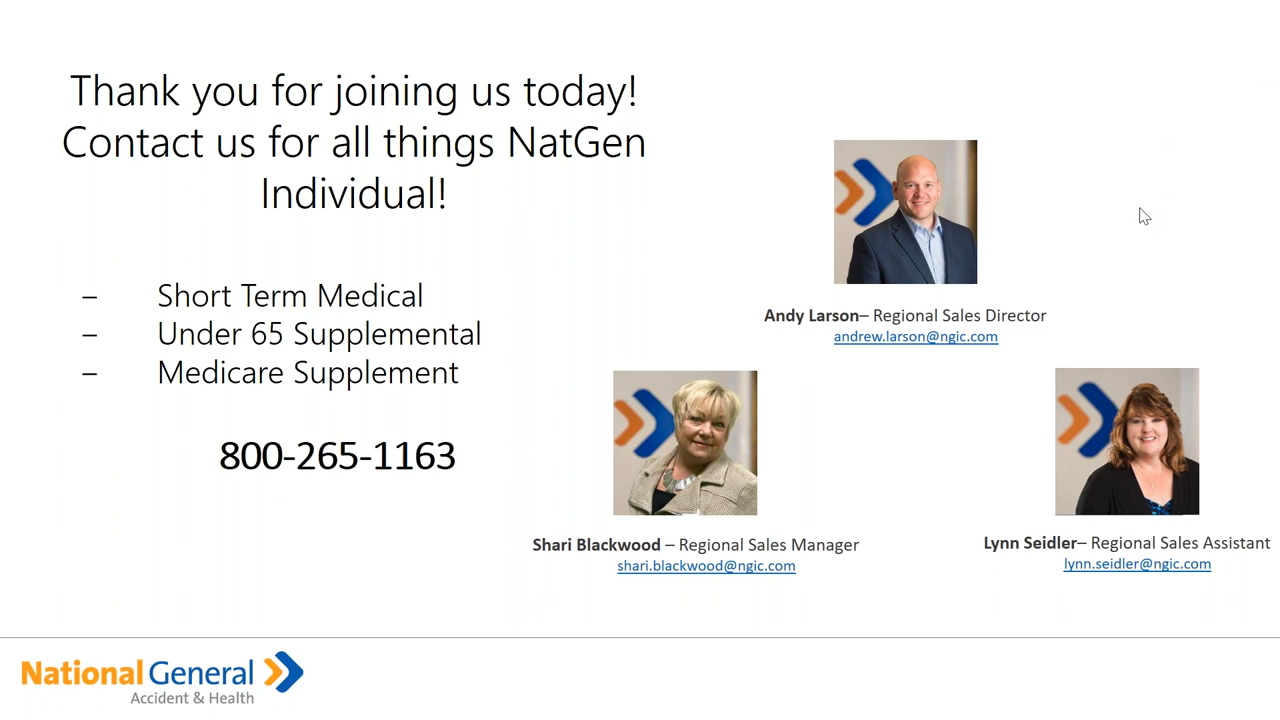 Thank you for joining us today!
Contact us for all things NatGen
Individual!
– Short Term Medical
– Under 65 Supplemental
– Medicare Supplement
800-265-1163
Andy Larson– Regional Sales Director
andrew.larson@ngic.com
Shari Blackwood – Regional Sales Manager
shari.blackwood@ngic.com
Lynn Seidler– Regional Sales Assistant
lynn.seidler@ngic.com
National General
Accident & Health